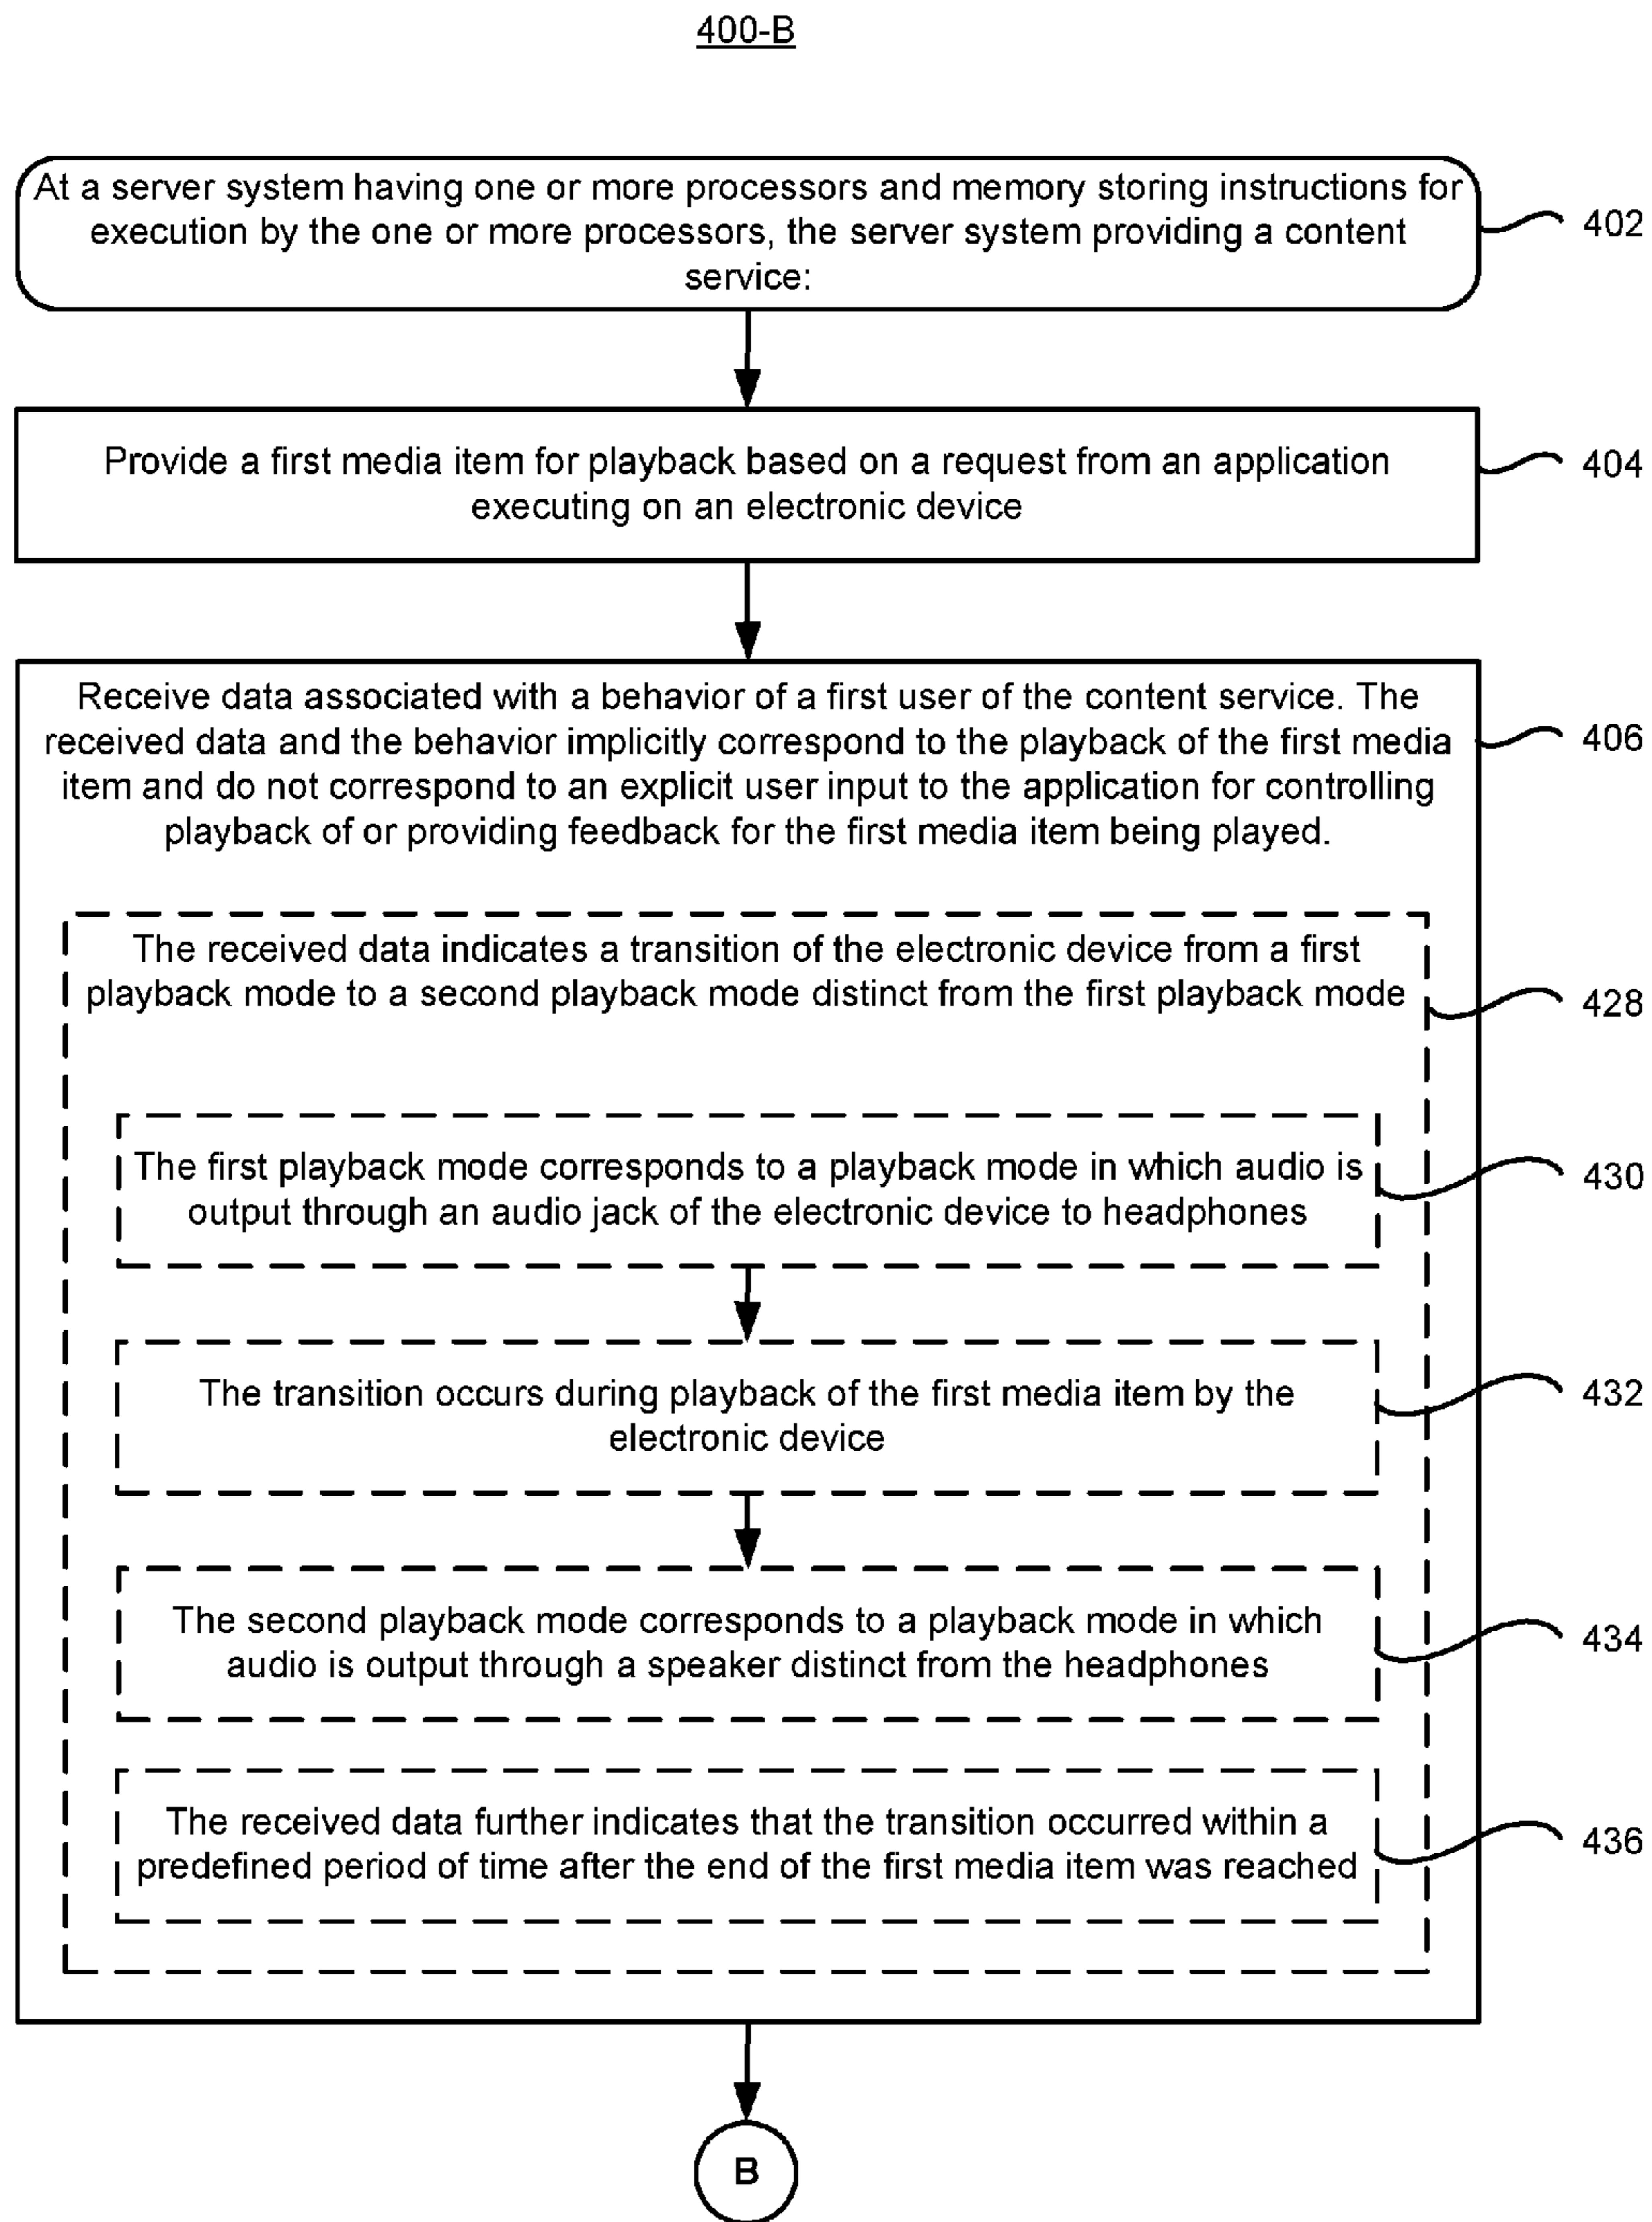 400-B
At a server system having one or more processors and memory storing instructions for
execution by the one or more processors, the server system providing a content
service:
402
Provide a first media item for playback based on a request from an application
executing on an electronic device
404
Receive data associated with a behavior of a first user of the content service. The
received data and the behavior implicitly correspond to the playback of the first media
item and do not correspond to an explicit user input to the application for controlling
playback of or providing feedback for the first media item being played.
406
The received data indicates a transition of the electronic device from a first
playback mode to a second playback mode distinct from the first playback mode
428
The first playback mode corresponds to a playback mode in which audio is
output through an audio jack of the electronic device to headphones
430
The transition occurs during playback of the first media item by the
electronic device
432
The second playback mode corresponds to a playback mode in which
audio is output through a speaker distinct from the headphones
434
The received data further indicates that the transition occurred within a
predefined period of time after the end of the first media item was reached
436
B